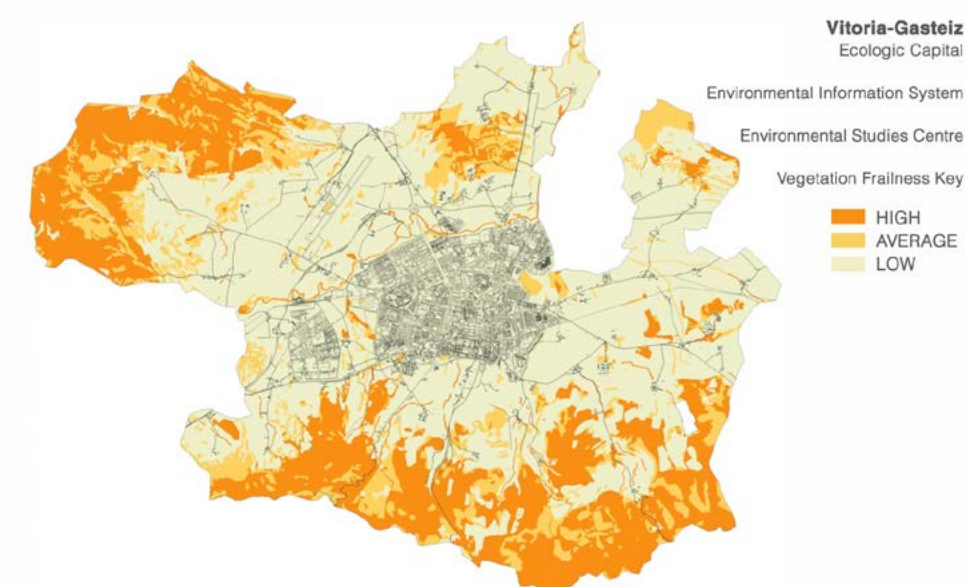 Vitoria-Gasteiz
Ecologic Capital
Environmental Information System
Environmental Studies Centre
Vegetation Frailness Key
HIGH
AVERAGE
LOW